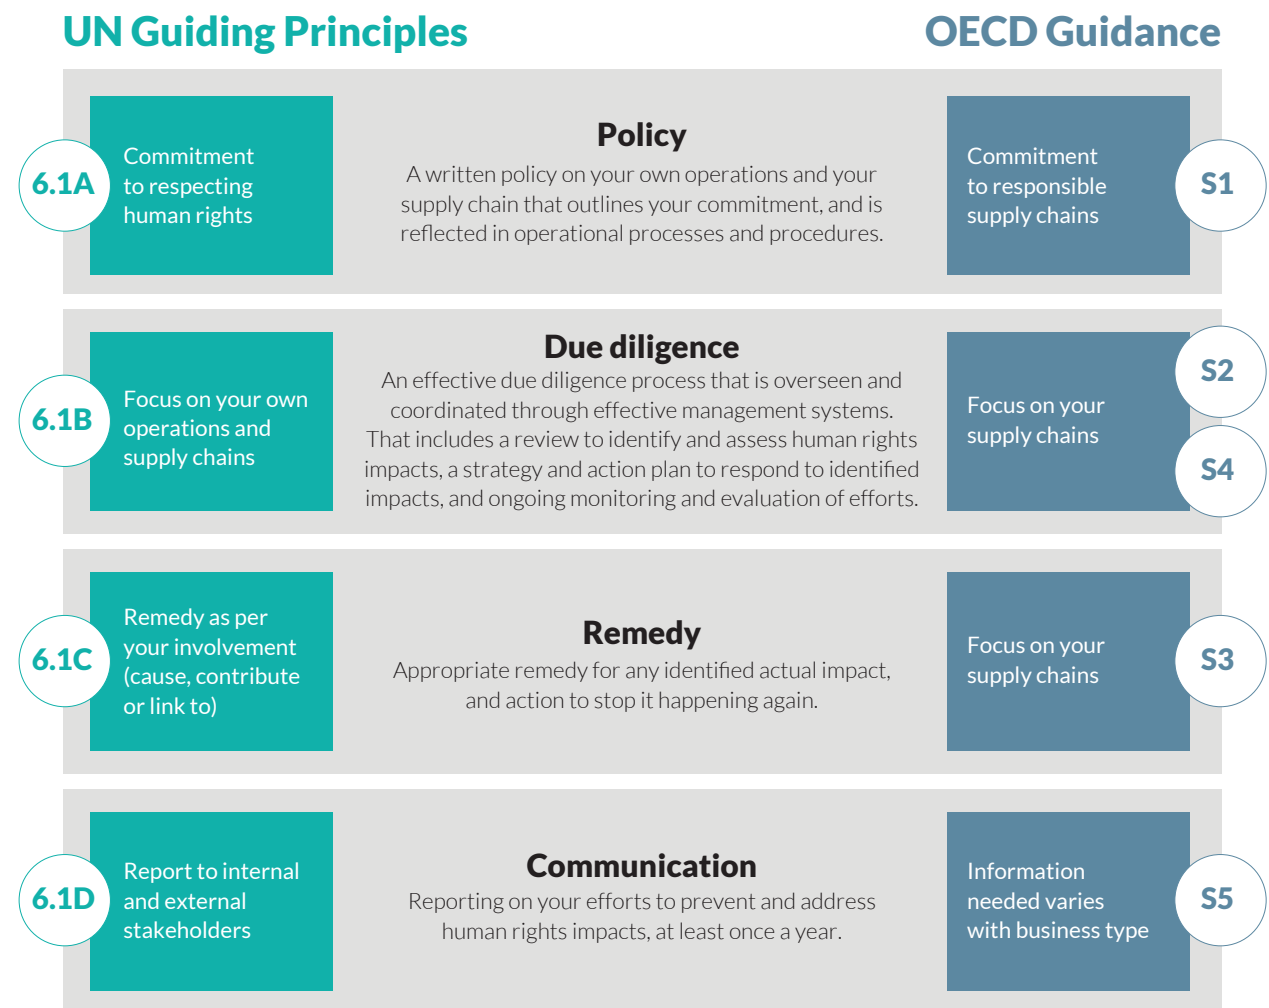 UN Guiding Principles
OECD Guidance
6.1A
Commitment
to respecting
human rights
Policy
A written policy on your own operations and your
supply chain that outlines your commitment, and is
reflected in operational processes and procedures.
Commitment
to responsible
supply chains
S1
6.1B
Focus on your own
operations and
supply chains
Due diligence
An effective due diligence process that is overseen and
coordinated through effective management systems.
That includes a review to identify and assess human rights
impacts, a strategy and action plan to respond to identified
impacts, and ongoing monitoring and evaluation of efforts.
Focus on your
supply chains
S2
S4
6.1C
Remedy as per
your involvement
(cause, contribute
or link to)
Remedy
Appropriate remedy for any identified actual impact,
and action to stop it happening again.
Focus on your
supply chains
S3
6.1D
Report to internal
and external
stakeholders
Communication
Reporting on your efforts to prevent and address
human rights impacts, at least once a year.
Information
needed varies
with business type
S5